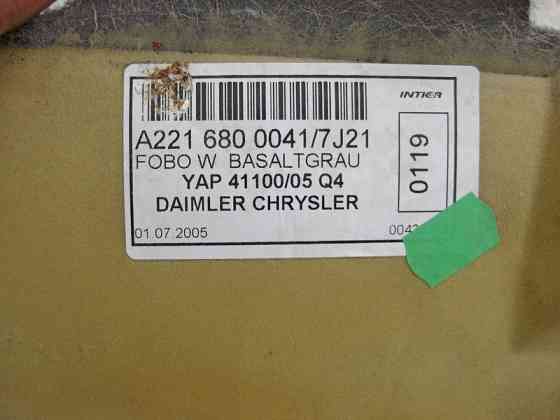 INTIER
A221 680 0041/7J21
FOBO W BASALTGRAU
YAP 41100/05 Q4
DAIMLER CHRYSLER
0119
01.07.2005